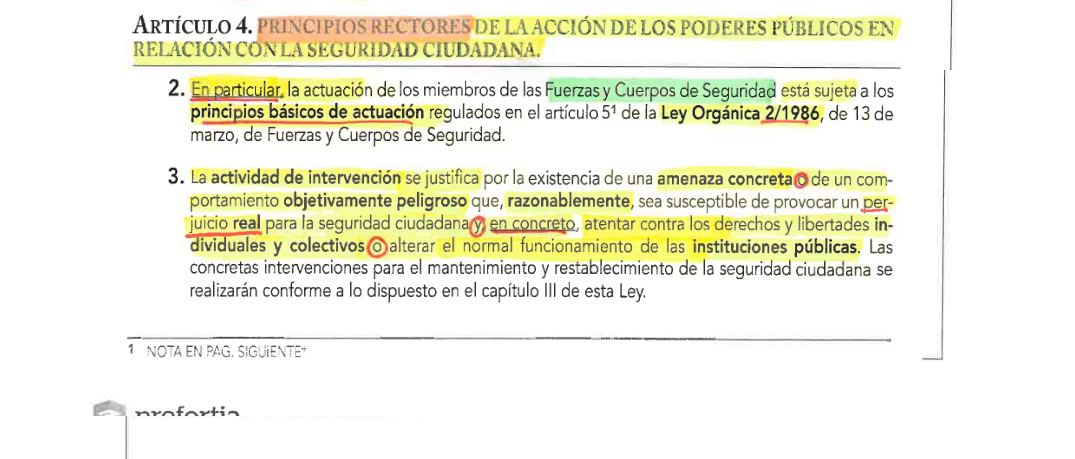 ARTÍCULO 4. PRINCIPIOS RECTORES DE LA ACCIÓN DE LOS PODERES PÚBLICOS EN
RELACIÓN CON LA SEGURIDAD CIUDADANA.
2. En particular, la actuación de los miembros de las Fuerzas y Cuerpos de Seguridad está sujeta a los
principios básicos de actuación regulados en el artículo 5¹ de la Ley Orgánica 2/1986, de 13 de
marzo, de Fuerzas y Cuerpos de Seguridad.
3. La actividad de intervención se justifica por la existencia de una amenaza concreta o de un com-
portamiento objetivamente peligroso que, razonablemente, sea susceptible de provocar un per-
juicio real para la seguridad ciudadana y, en concreto, atentar contra los derechos y libertades in-
dividuales y colectivos o alterar el normal funcionamiento de las instituciones públicas. Las
concretas intervenciones para el mantenimiento y restablecimiento de la seguridad ciudadana se
realizarán conforme a lo dispuesto en el capítulo III de esta Ley.
1 NOTA EN PAG. SIGUiENTE*
profortia